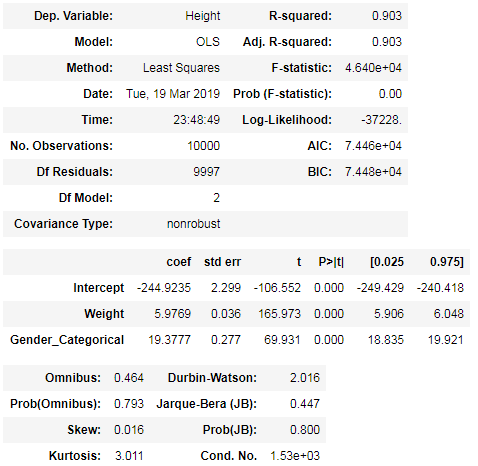 Dep. Variable: Height R-squared: 0.903
Model: OLS Adj. R-squared: 0.903
Method: Least Squares F-statistic: 4.640e+04
Date: Tue, 19 Mar 2019 Prob (F-statistic): 0.00
Time: 23:48:49 Log-Likelihood: -37228.
No. Observations: 10000 AIC: 7.446e+04
Df Residuals: 9997 BIC: 7.448e+04
Df Model: 2
Covariance Type: nonrobust
coef std err t P>|t| [0.025 0.975]
Intercept -244.9235 2.299 -106.552 0.000 -249.429 -240.418
Weight 5.9769 0.036 165.973 0.000 5.906 6.048
Gender_Categorical 19.3777 0.277 69.931 0.000 18.835 19.921
Omnibus: 0.464 Durbin-Watson: 2.016
Prob(Omnibus): 0.793 Jarque-Bera (JB): 0.447
Skew: 0.016 Prob(JB): 0.800
Kurtosis: 3.011 Cond. No. 1.53e+03